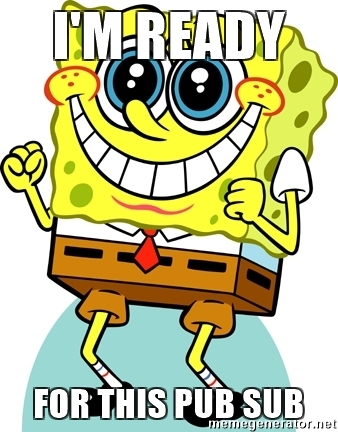 I'M READY
FOR THIS PUB SUB
memegenerator.net